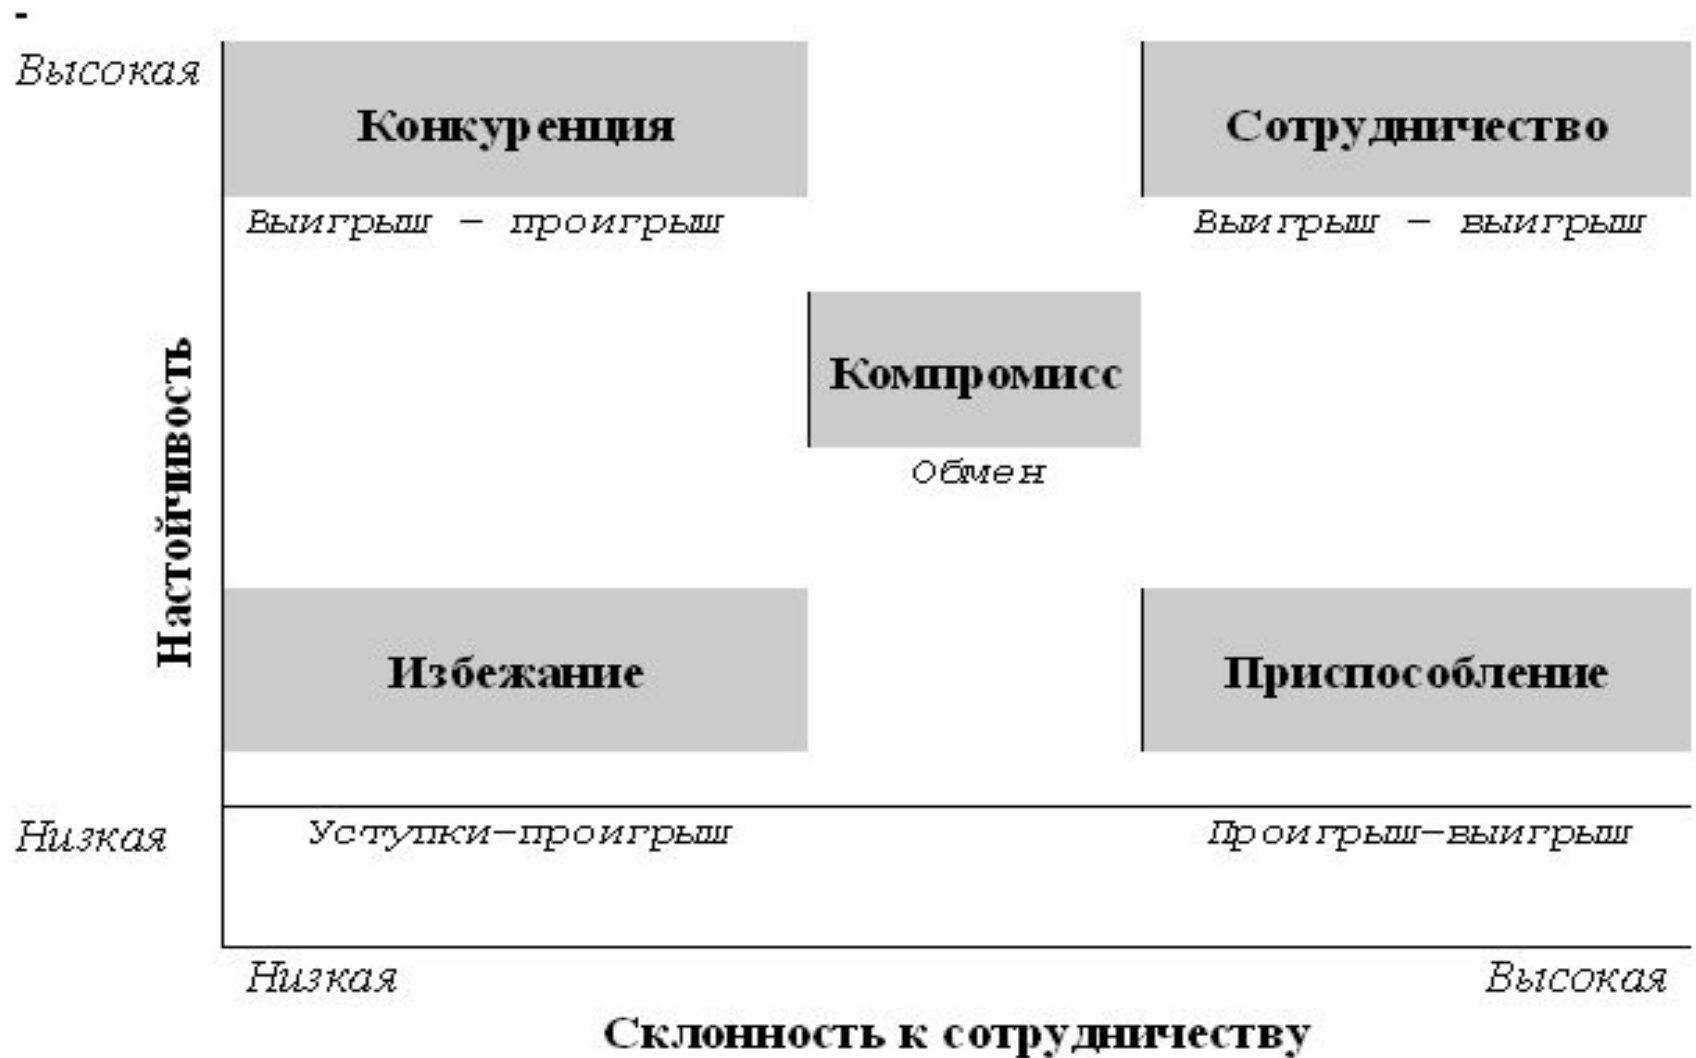 -
Высокая
Конкуренция
Сотрудничество
Выигрыш – проигрыш
Выигрыш – выигрыш
Компромисс
Обмен
Настойчивость
Избежание
Приспособление
Низкая
Уступки-проигрыш
Проигрыш-выигрыш
Низкая
Высокая
Склонность к сотрудничеству